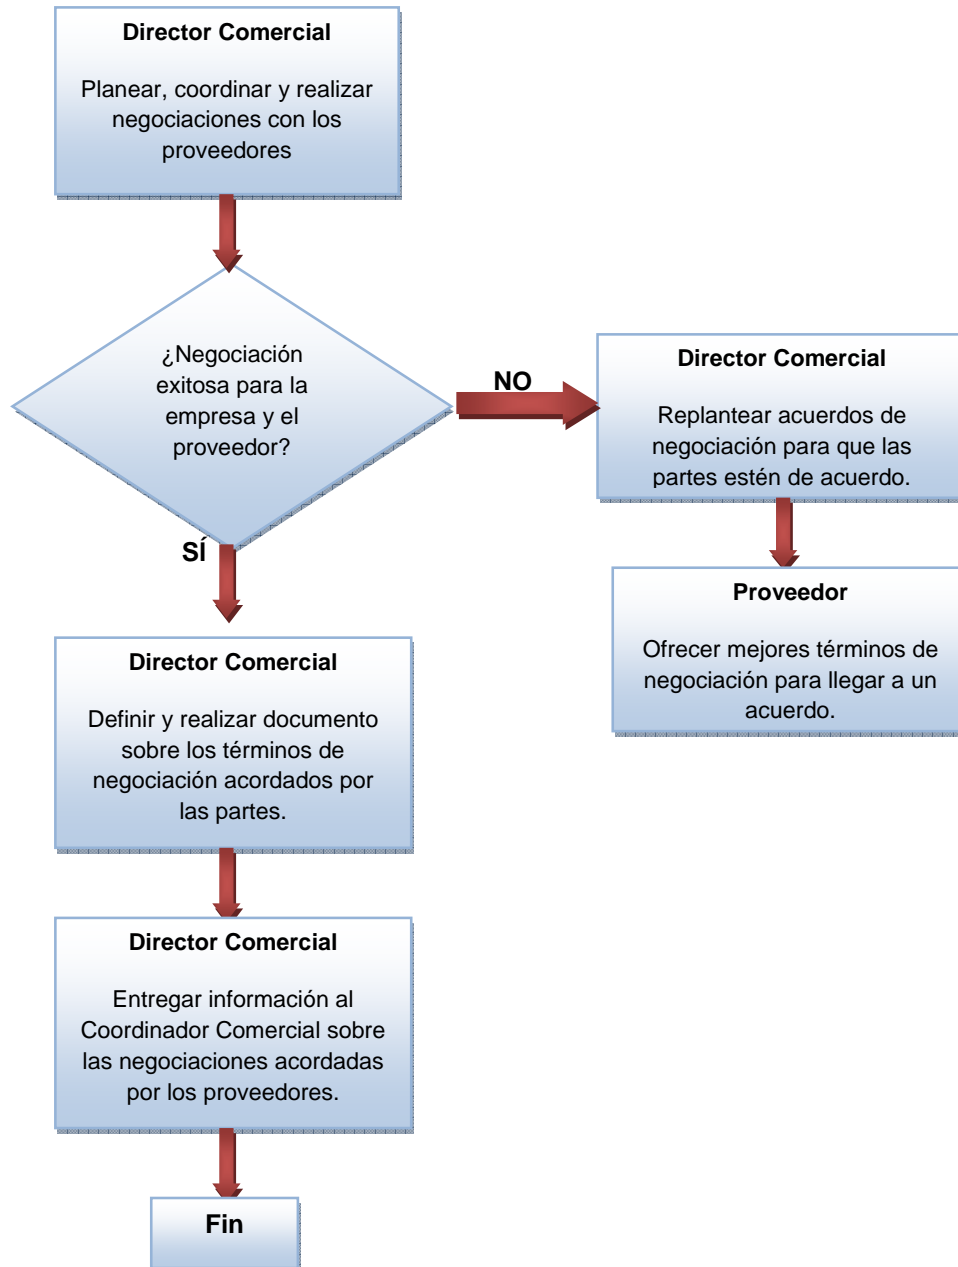 Director Comercial
Planear, coordinar y realizar
negociaciones con los
proveedores
¿Negociación
exitosa para la
empresa y el
proveedor?
NO
Director Comercial
Replantear acuerdos de
negociación para que las
partes estén de acuerdo.
Proveedor
Ofrecer mejores términos de
negociación para llegar a un
acuerdo.
SÍ
Director Comercial
Definir y realizar documento
sobre los términos de
negociación acordados por
las partes.
Director Comercial
Entregar información al
Coordinador Comercial sobre
las negociaciones acordadas
por los proveedores.
Fin